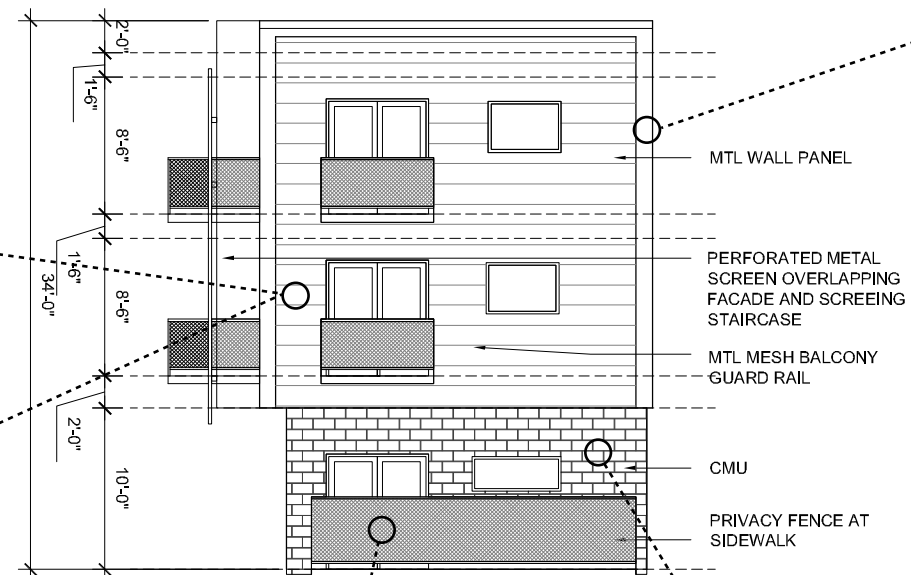 2'-0"
1'-6"
8'-6"
1'-6"
34'-0"
8'-6"
2'-0"
10'-0"
MTL WALL PANEL
PERFORATED METAL
SCREEN OVERLAPPING
FACADE AND SCREEING
STAIRCASE
MTL MESH BALCONY
GUARD RAIL
CMU
PRIVACY FENCE AT
SIDEWALK